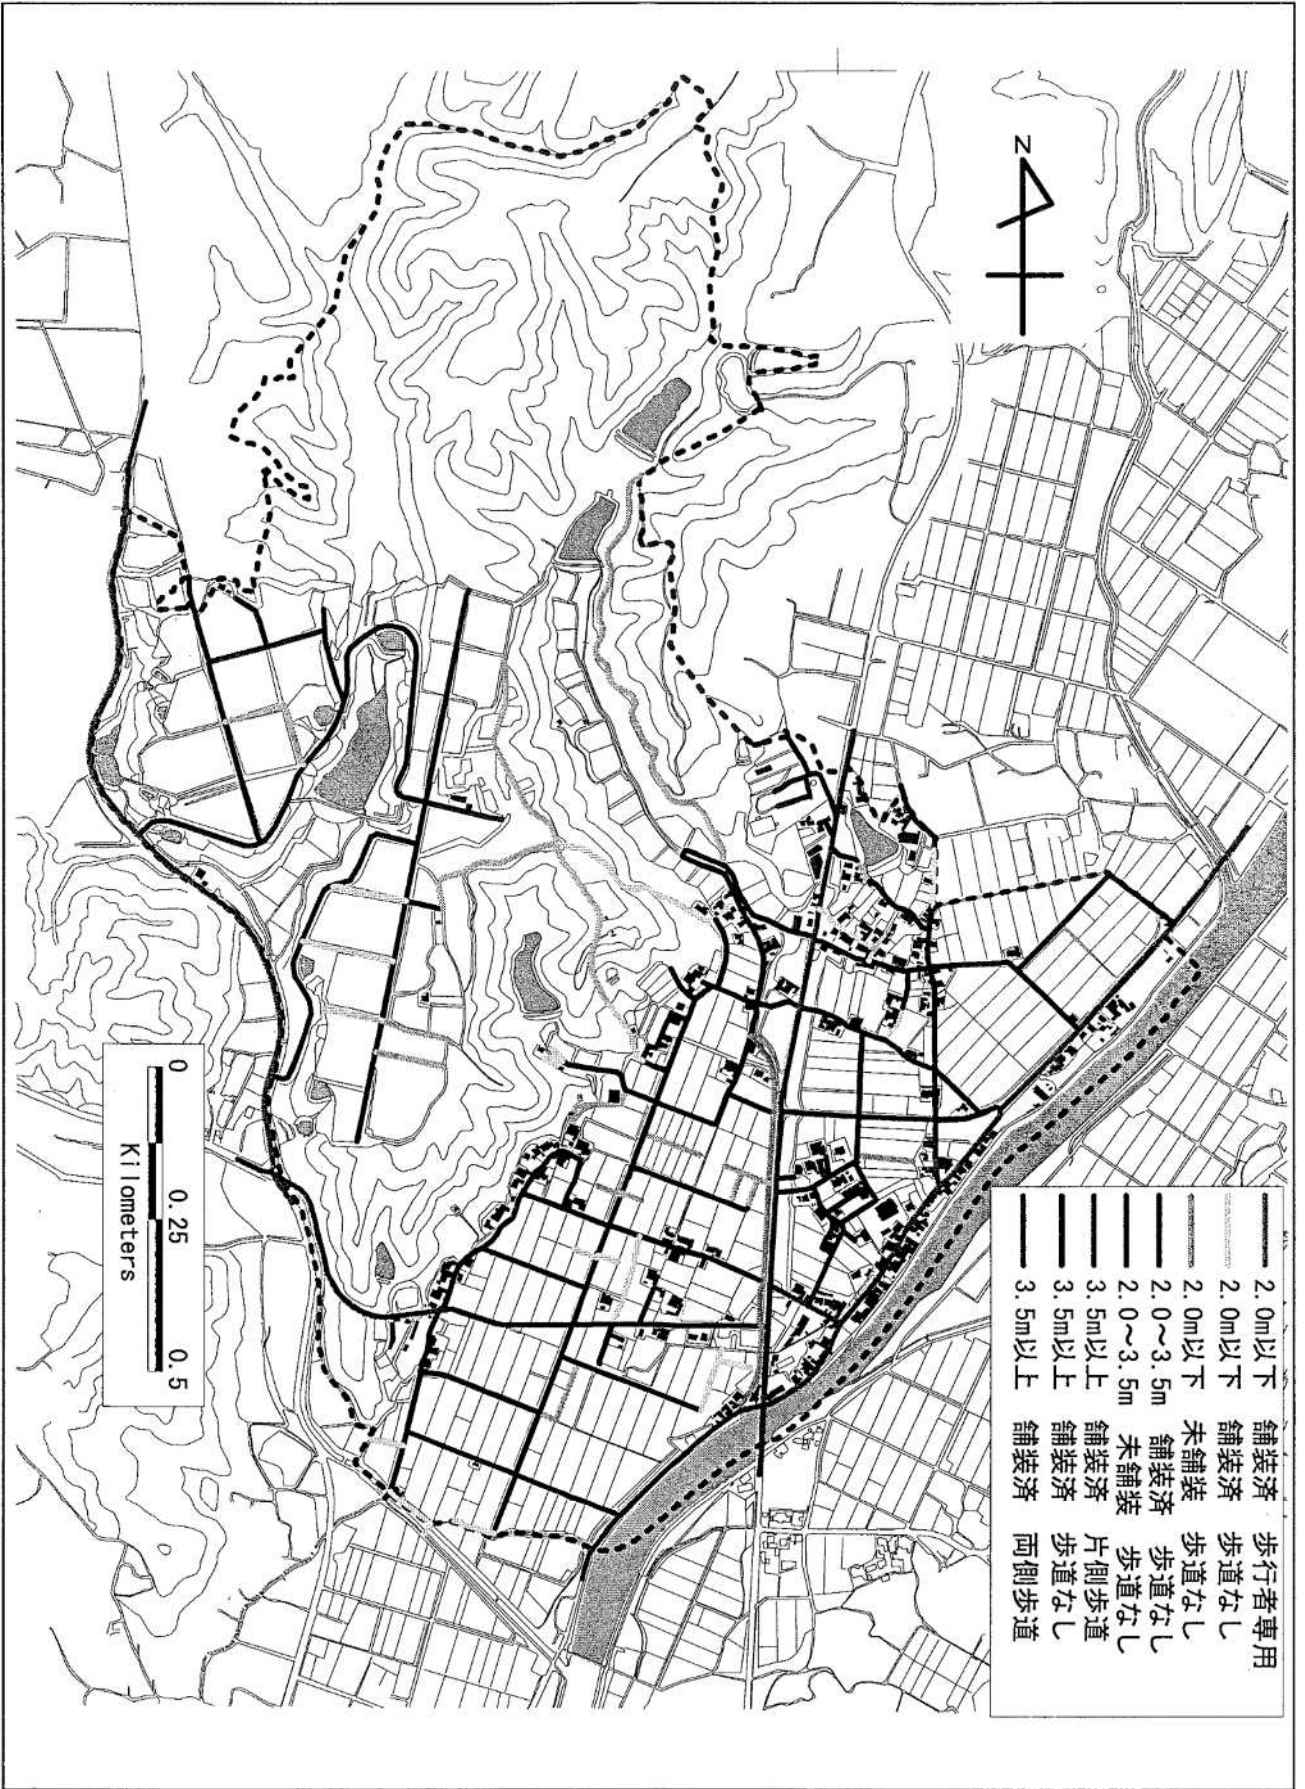 N
2.0m以下 舗装済 歩行者専用
2.0m以下 舗装済 歩道なし
2.0m以下 未舗装 歩道なし
2.0～3.5m 舗装済 歩道なし
2.0～3.5m 未舗装 歩道なし
3.5m以上 舗装済 片側歩道
3.5m以上 舗装済 歩道なし
3.5m以上 舗装済 両側歩道
0 0.25 0.5
Kilometers